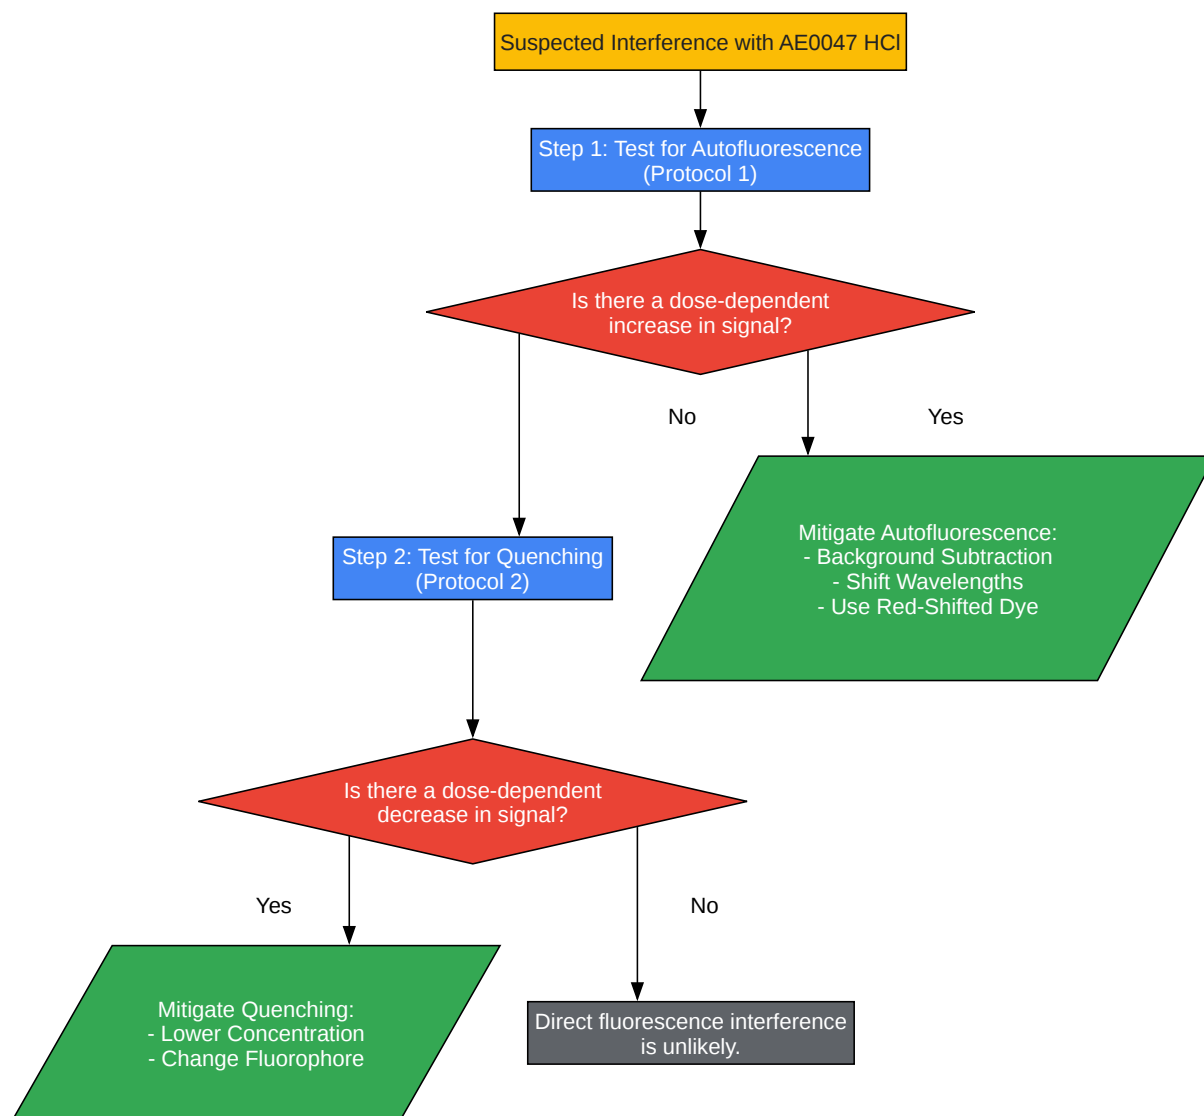 Suspected Interference with AE0047 HCl
Step 1: Test for Autofluorescence
(Protocol 1)
Is there a dose-dependent
increase in signal?
No
Yes
Mitigate Autofluorescence:
- Background Subtraction
- Shift Wavelengths
- Use Red-Shifted Dye
Step 2: Test for Quenching
(Protocol 2)
Is there a dose-dependent
decrease in signal?
Yes
No
Mitigate Quenching:
- Lower Concentration
- Change Fluorophore
Direct fluorescence interference
is unlikely.